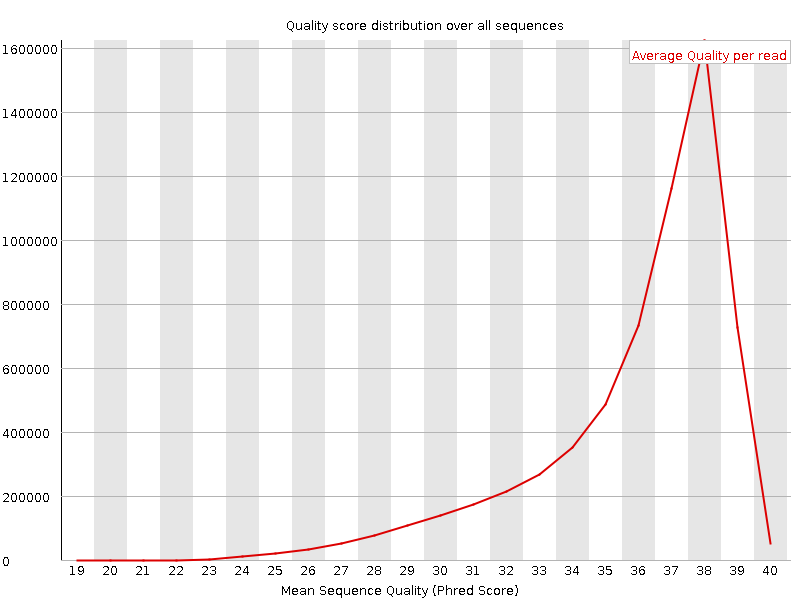 Quality score distribution over all sequences
1600000
Average Quality per read
1400000
1200000
1000000
800000
600000
400000
200000
0
19 20 21 22 23 24 25 26 27 28 29 30 31 32 33 34 35 36 37 38 39 40
Mean Sequence Quality (Phred Score)